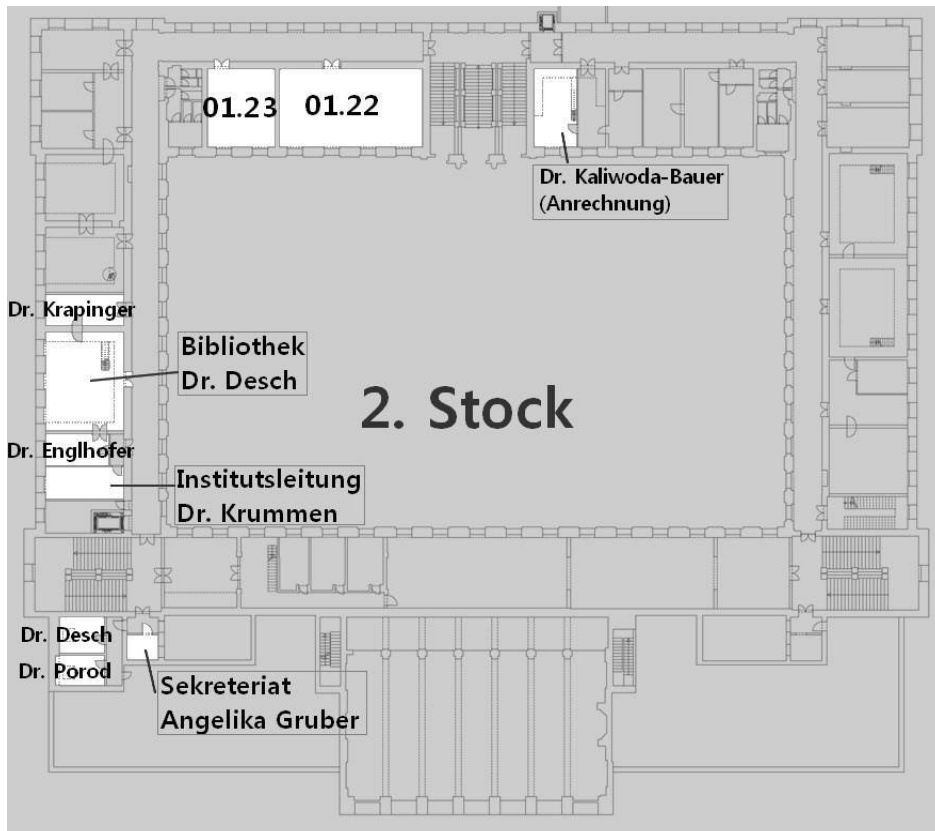 01.23
01.22
Dr. Kaliwoda-Bauer
(Anrechnung)
Dr. Krapinger
Bibliothek
Dr. Desch
2. Stock
Dr. Englhofer
Institutsleitung
Dr. Krummen
Dr. Desch
Dr. Porod
Sekreteriat
Angelika Gruber